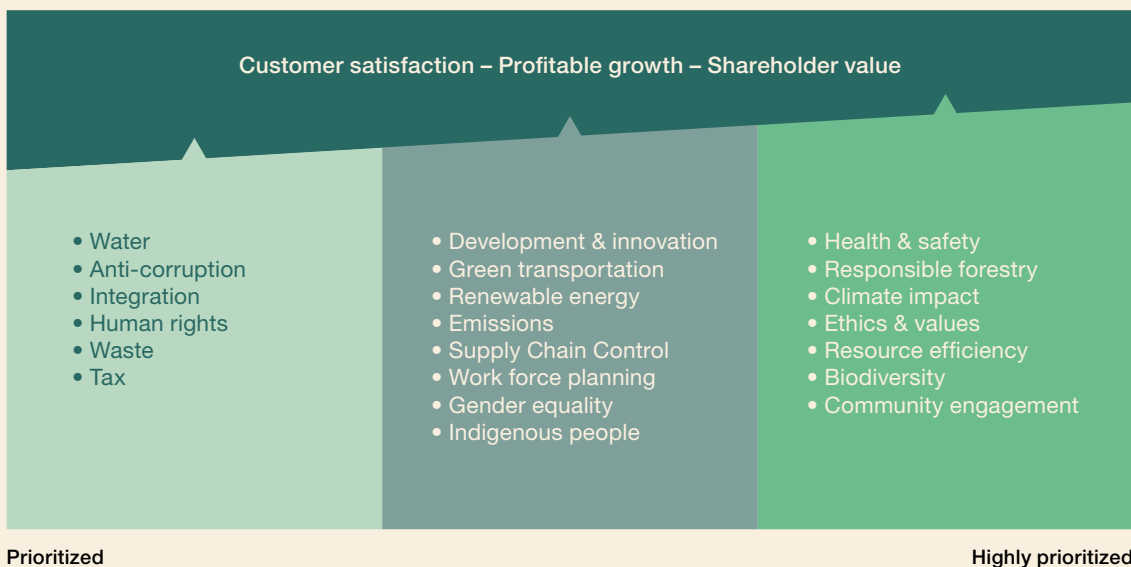 Customer satisfaction – Profitable growth – Shareholder value
• Water
• Anti-corruption
• Integration
• Human rights
• Waste
• Tax
• Development & innovation
• Green transportation
• Renewable energy
• Emissions
• Supply Chain Control
• Work force planning
• Gender equality
• Indigenous people
• Health & safety
• Responsible forestry
• Climate impact
• Ethics & values
• Resource efficiency
• Biodiversity
• Community engagement
Prioritized
Highly prioritized